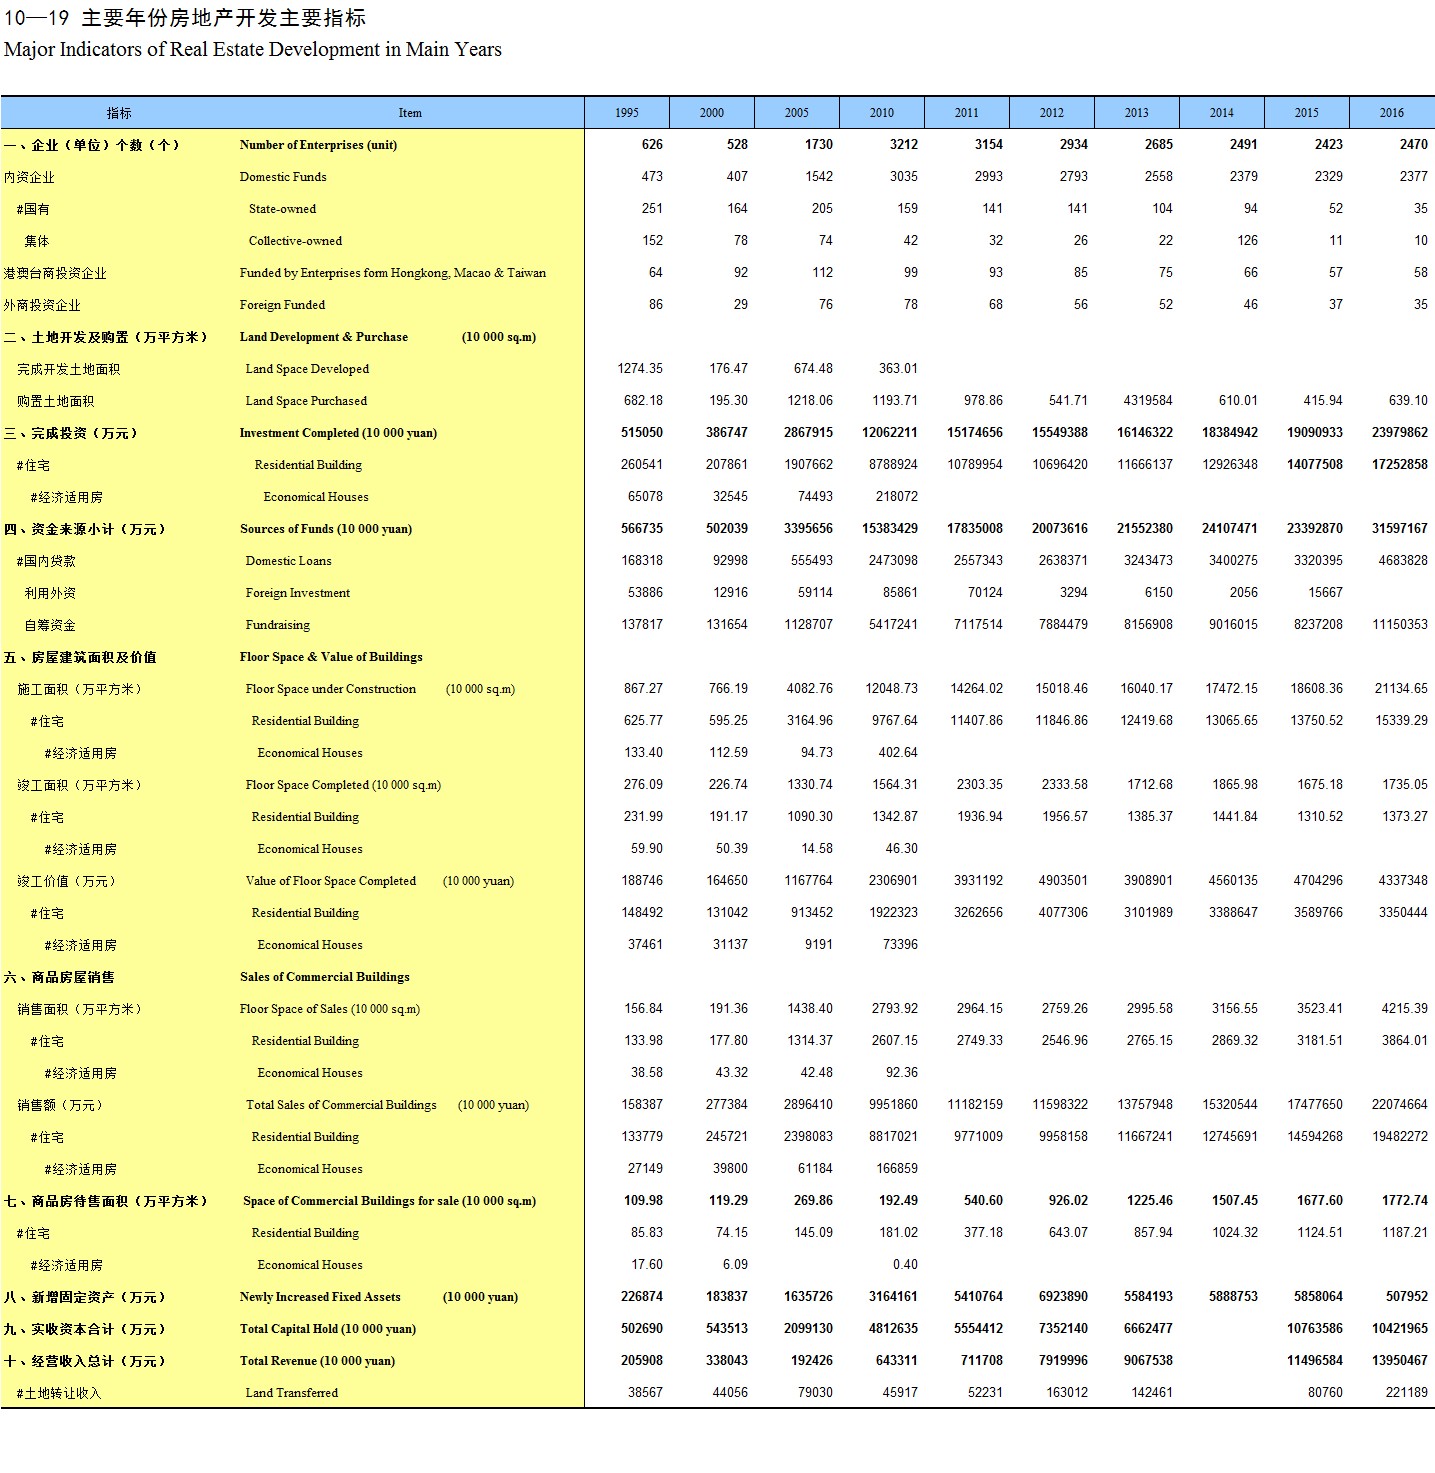 10—19 主要年份房地产开发主要指标
Major Indicators of Real Estate Development in Main Years
指标 Item 1995 2000 2005 2010 2011 2012 2013 2014 2015 2016
一、企业（单位）个数（个） Number of Enterprises (unit) 626 528 1730 3212 3154 2934 2685 2491 2423 2470
内资企业 Domestic Funds 473 407 1542 3035 2993 2793 2558 2379 2329 2377
#国有 State-owned 251 164 205 159 141 141 104 94 52 35
集体 Collective-owned 152 78 74 42 32 26 22 126 11 10
港澳台商投资企业 Funded by Enterprises form Hongkong, Macao & Taiwan 64 92 112 99 93 85 75 66 57 58
外商投资企业 Foreign Funded 86 29 76 78 68 56 52 46 37 35
二、土地开发及购置（万平方米） Land Development & Purchase (10 000 sq.m)
完成开发土地面积 Land Space Developed 1274.35 176.47 674.48 363.01
购置土地面积 Land Space Purchased 682.18 195.30 1218.06 1193.71 978.86 541.71 4319584 610.01 415.94 639.10
三、完成投资（万元） Investment Completed (10 000 yuan) 515050 386747 2867915 12062211 15174656 15549388 16146322 18384942 19090933 23979862
#住宅 Residential Building 260541 207861 1907662 8788924 10789954 10696420 11666137 12926348 14077508 17252858
#经济适用房 Economical Houses 65078 32545 74493 218072
四、资金来源小计（万元） Sources of Funds (10 000 yuan) 566735 502039 3395656 15383429 17835008 20073616 21552380 24107471 23392870 31597167
#国内贷款 Domestic Loans 168318 92998 555493 2473098 2557343 2638371 3243473 3400275 3320395 4683828
利用外资 Foreign Investment 53886 12916 59114 85861 70124 3294 6150 2056 15667
自筹资金 Fundraising 137817 131654 1128707 5417241 7117514 7884479 8156908 9016015 8237208 11150353
五、房屋建筑面积及价值 Floor Space & Value of Buildings
施工面积（万平方米） Floor Space under Construction (10 000 sq.m) 867.27 766.19 4082.76 12048.73 14264.02 15018.46 16040.17 17472.15 18608.36 21134.65
#住宅 Residential Building 625.77 595.25 3164.96 9767.64 11407.86 11846.86 12419.68 13065.65 13750.52 15339.29
#经济适用房 Economical Houses 133.40 112.59 94.73 402.64
竣工面积（万平方米） Floor Space Completed (10 000 sq.m) 276.09 226.74 1330.74 1564.31 2303.35 2333.58 1712.68 1865.98 1675.18 1735.05
#住宅 Residential Building 231.99 191.17 1090.30 1342.87 1936.94 1956.57 1385.37 1441.84 1310.52 1373.27
#经济适用房 Economical Houses 59.90 50.39 14.58 46.30
竣工价值（万元） Value of Floor Space Completed (10 000 yuan) 188746 164650 1167764 2306901 3931192 4903501 3908901 4560135 4704296 4337348
#住宅 Residential Building 148492 131042 913452 1922323 3262656 4077306 3101989 3388647 3589766 3350444
#经济适用房 Economical Houses 37461 31137 9191 73396
六、商品房屋销售 Sales of Commercial Buildings
销售面积（万平方米） Floor Space of Sales (10 000 sq.m) 156.84 191.36 1438.40 2793.92 2964.15 2759.26 2995.58 3156.55 3523.41 4215.39
#住宅 Residential Building 133.98 177.80 1314.37 2607.15 2749.33 2546.96 2765.15 2869.32 3181.51 3864.01
#经济适用房 Economical Houses 38.58 43.32 42.48 92.36
销售额（万元） Total Sales of Commercial Buildings (10 000 yuan) 158387 277384 2896410 9951860 11182159 11598322 13757948 15320544 17477650 22074664
#住宅 Residential Building 133779 245721 2398083 8817021 9771009 9958158 11667241 12745691 14594268 19482272
#经济适用房 Economical Houses 27149 39800 61184 166859
七、商品房待售面积（万平方米） Space of Commercial Buildings for sale (10 000 sq.m) 109.98 119.29 269.86 192.49 540.60 926.02 1225.46 1507.45 1677.60 1772.74
#住宅 Residential Building 85.83 74.15 145.09 181.02 377.18 643.07 857.94 1024.32 1124.51 1187.21
#经济适用房 Economical Houses 17.60 6.09 0.40
八、新增固定资产（万元） Newly Increased Fixed Assets (10 000 yuan) 226874 183837 1635726 3164161 5410764 6923890 5584193 5888753 5858064 507952
九、实收资本合计（万元） Total Capital Hold (10 000 yuan) 502690 543513 2099130 4812635 5554412 7352140 6662477 10763586 10421965
十、经营收入总计（万元） Total Revenue (10 000 yuan) 205908 338043 192426 643311 711708 7919996 9067538 11496584 13950467
#土地转让收入 Land Transferred 38567 44056 79030 45917 52231 163012 142461 80760 221189